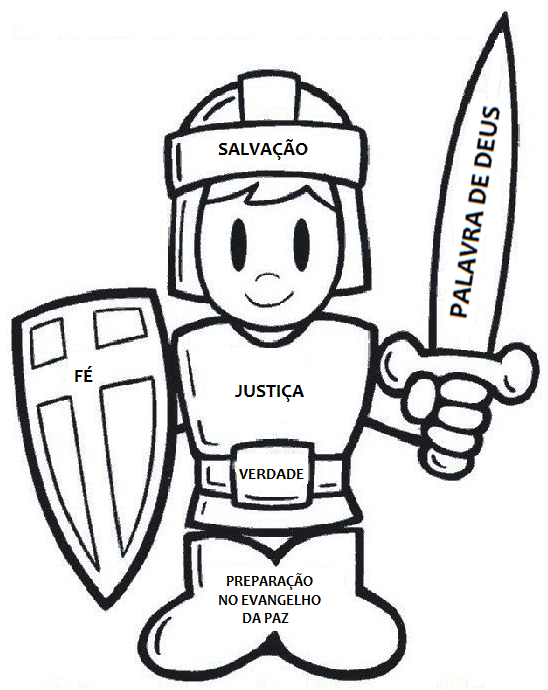 SALVAÇÃO
PALAVRA DE DEUS
FÉ
JUSTIÇA
VERDADE
PREPARAÇÃO
NO EVANGELHO
DA PAZ